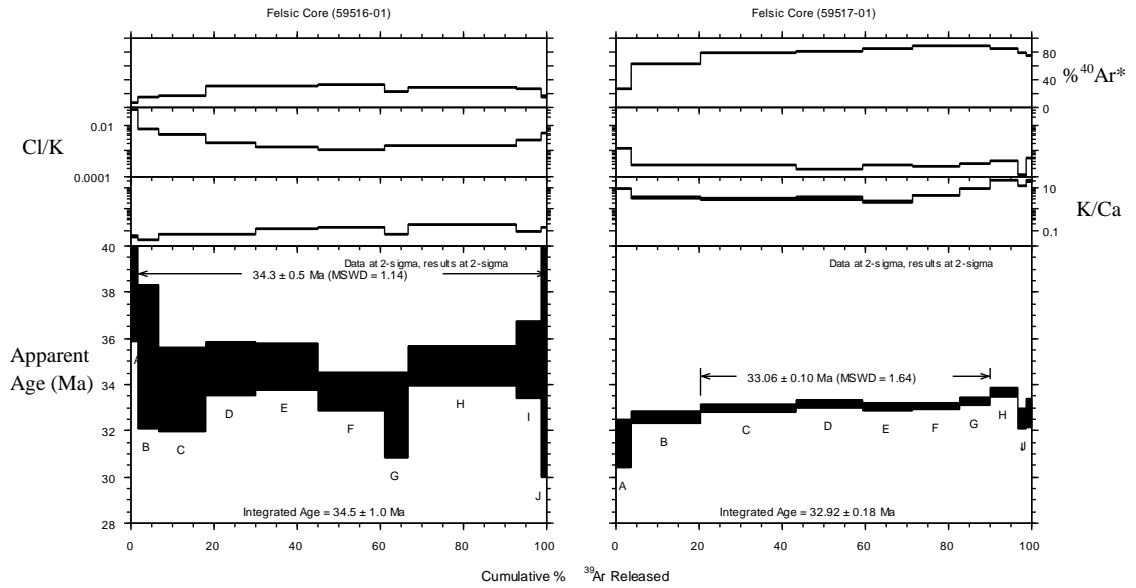 Felsic Core (59516-01)
Felsic Core (59517-01)
80
40
0
%⁴⁰Ar*
Cl/K
0.01
0.0001
10
0.1
K/Ca
Data at 2-sigma, results at 2-sigma
34.3 ± 0.5 Ma (MSWD = 1.14)
Data at 2-sigma, results at 2-sigma
33.06 ± 0.10 Ma (MSWD = 1.64)
Apparent
Age (Ma)
40
38
36
34
32
30
28
A
B
C
D
E
F
G
H
I
J
A
B
C
D
E
F
G
H
J
Integrated Age = 34.5 ± 1.0 Ma
Integrated Age = 32.92 ± 0.18 Ma
0 20 40 60 80 100
0 20 40 60 80 100
Cumulative % ³⁹Ar Released